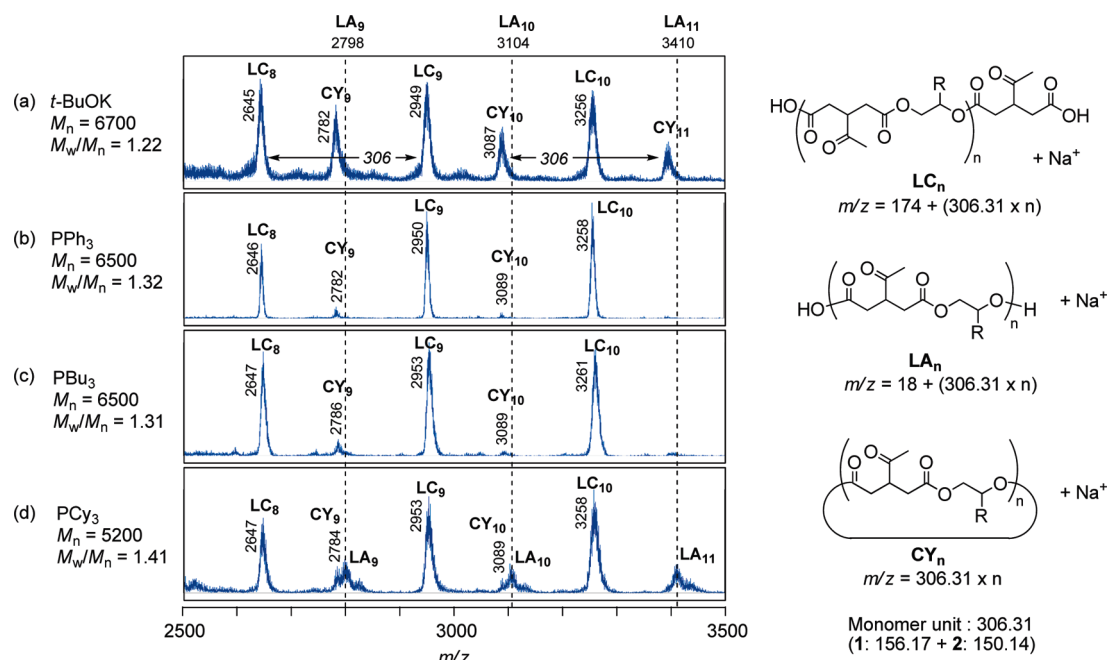 LA9 LA10 LA11
2798 3104 3410
(a) t-BuOK
Mn = 6700
Mw/Mn = 1.22
LC8 CY9 LC9 CY10 LC10 CY11
2645 2782 2949 3087 3256
306 306
(b) PPh3
Mn = 6500
Mw/Mn = 1.32
LC8 CY9 LC9 CY10 LC10
2646 2782 2950 3089 3258
(c) PBu3
Mn = 6500
Mw/Mn = 1.31
LC8 CY9 LC9 CY10 LC10
2647 2786 2953 3089 3261
(d) PCy3
Mn = 5200
Mw/Mn = 1.41
LC8 CY9 LA9 LC9 CY10 LA10 LC10 LA11
2647 2784 2953 3089 3258
2500 3000 3500
m/z
HO O O O O O R O O O O OH n + Na+
LCn
m/z = 174 + (306.31 x n)
HO O O O O R O H n + Na+
LAn
m/z = 18 + (306.31 x n)
O O O O R O n + Na+
CYn
m/z = 306.31 x n
Monomer unit : 306.31
(1: 156.17 + 2: 150.14)